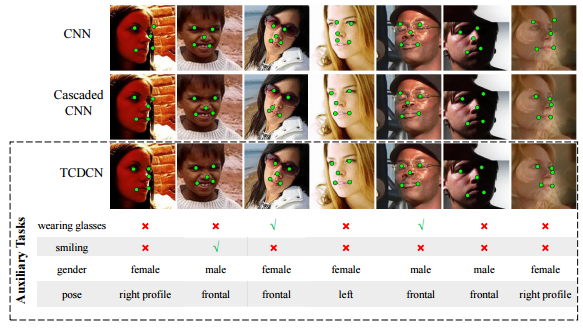 CNN
Cascaded
CNN
TCDCN
Auxiliary Tasks
wearing glasses × × √ × √ × ×
smiling × √ × × × × ×
gender female male female female male male female
pose right profile frontal frontal left frontal frontal right profile